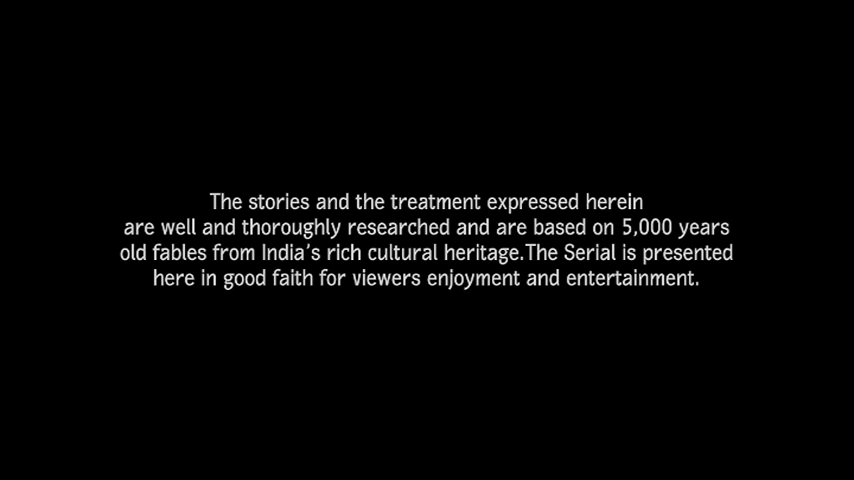 The stories and the treatment expressed herein
are well and thoroughly researched and are based on 5,000 years
old fables from India's rich cultural heritage.The Serial is presented
here in good faith for viewers enjoyment and entertainment.